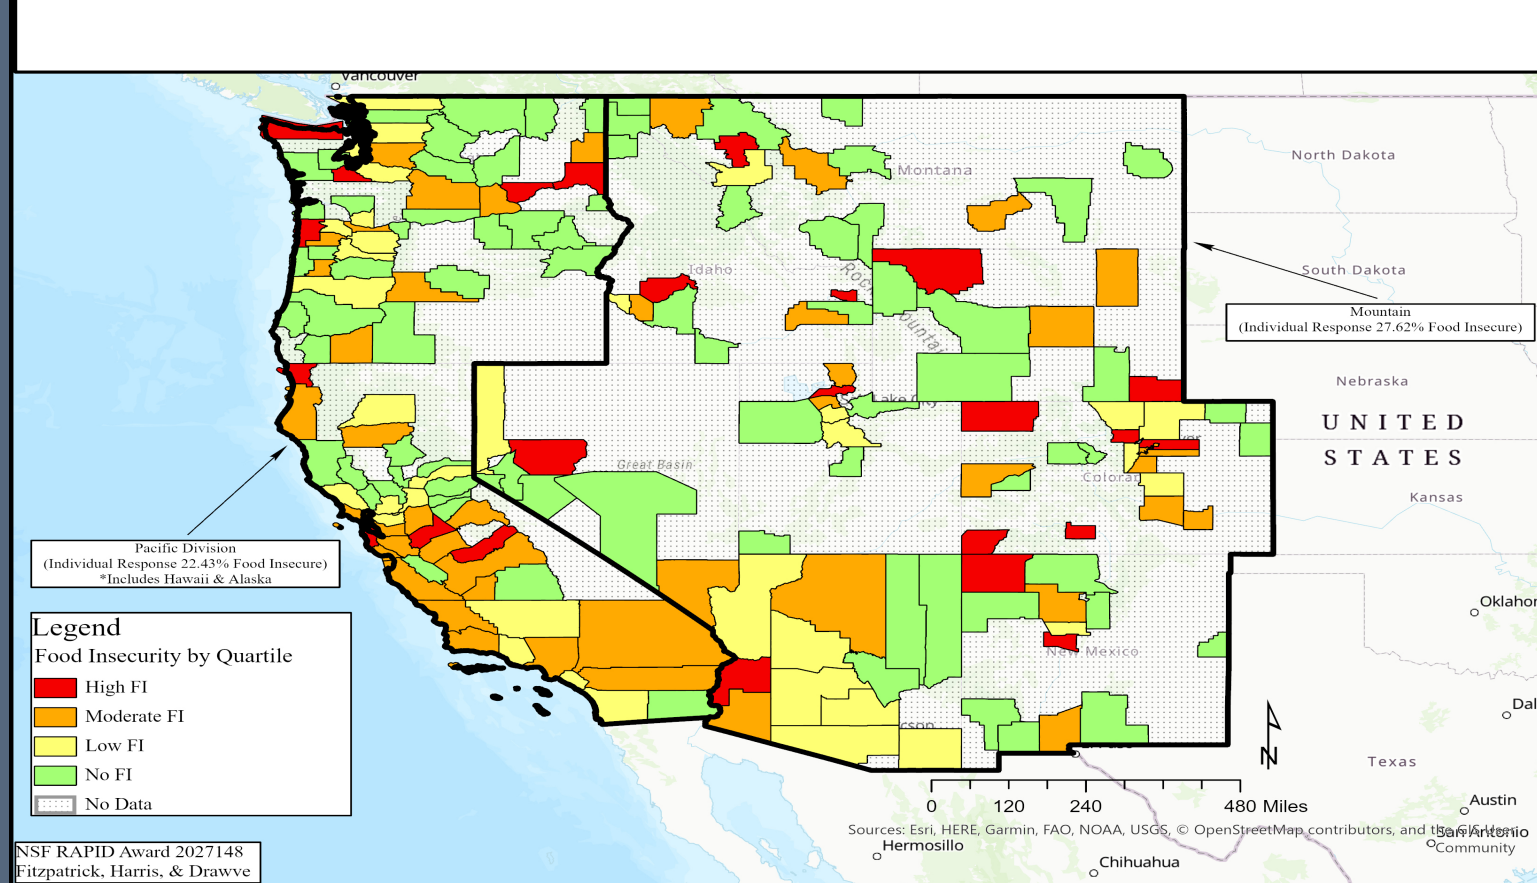 Vancouver
North Dakota
Montana
South Dakota
Idaho
Mountain
(Individual Response 27.62% Food Insecure)
Nebraska
Lake City
UNITED
STATES
Great Basin
Kansas
Pacific Division
(Individual Response 22.43% Food Insecure)
*Includes Hawaii & Alaska
Legend
Food Insecurity by Quartile
High FI
Moderate FI
Low FI
No FI
No Data
New Mexico
Texas
0 120 240 480 Miles
Austin
Sources: Esri, HERE, Garmin, FAO, NOAA, USGS, © OpenStreetMap contributors, and the GIS User
Community
San Antonio
Hermosillo
Chihuahua
N
NSF RAPID Award 2027148
Fitzpatrick, Harris, & Drawve